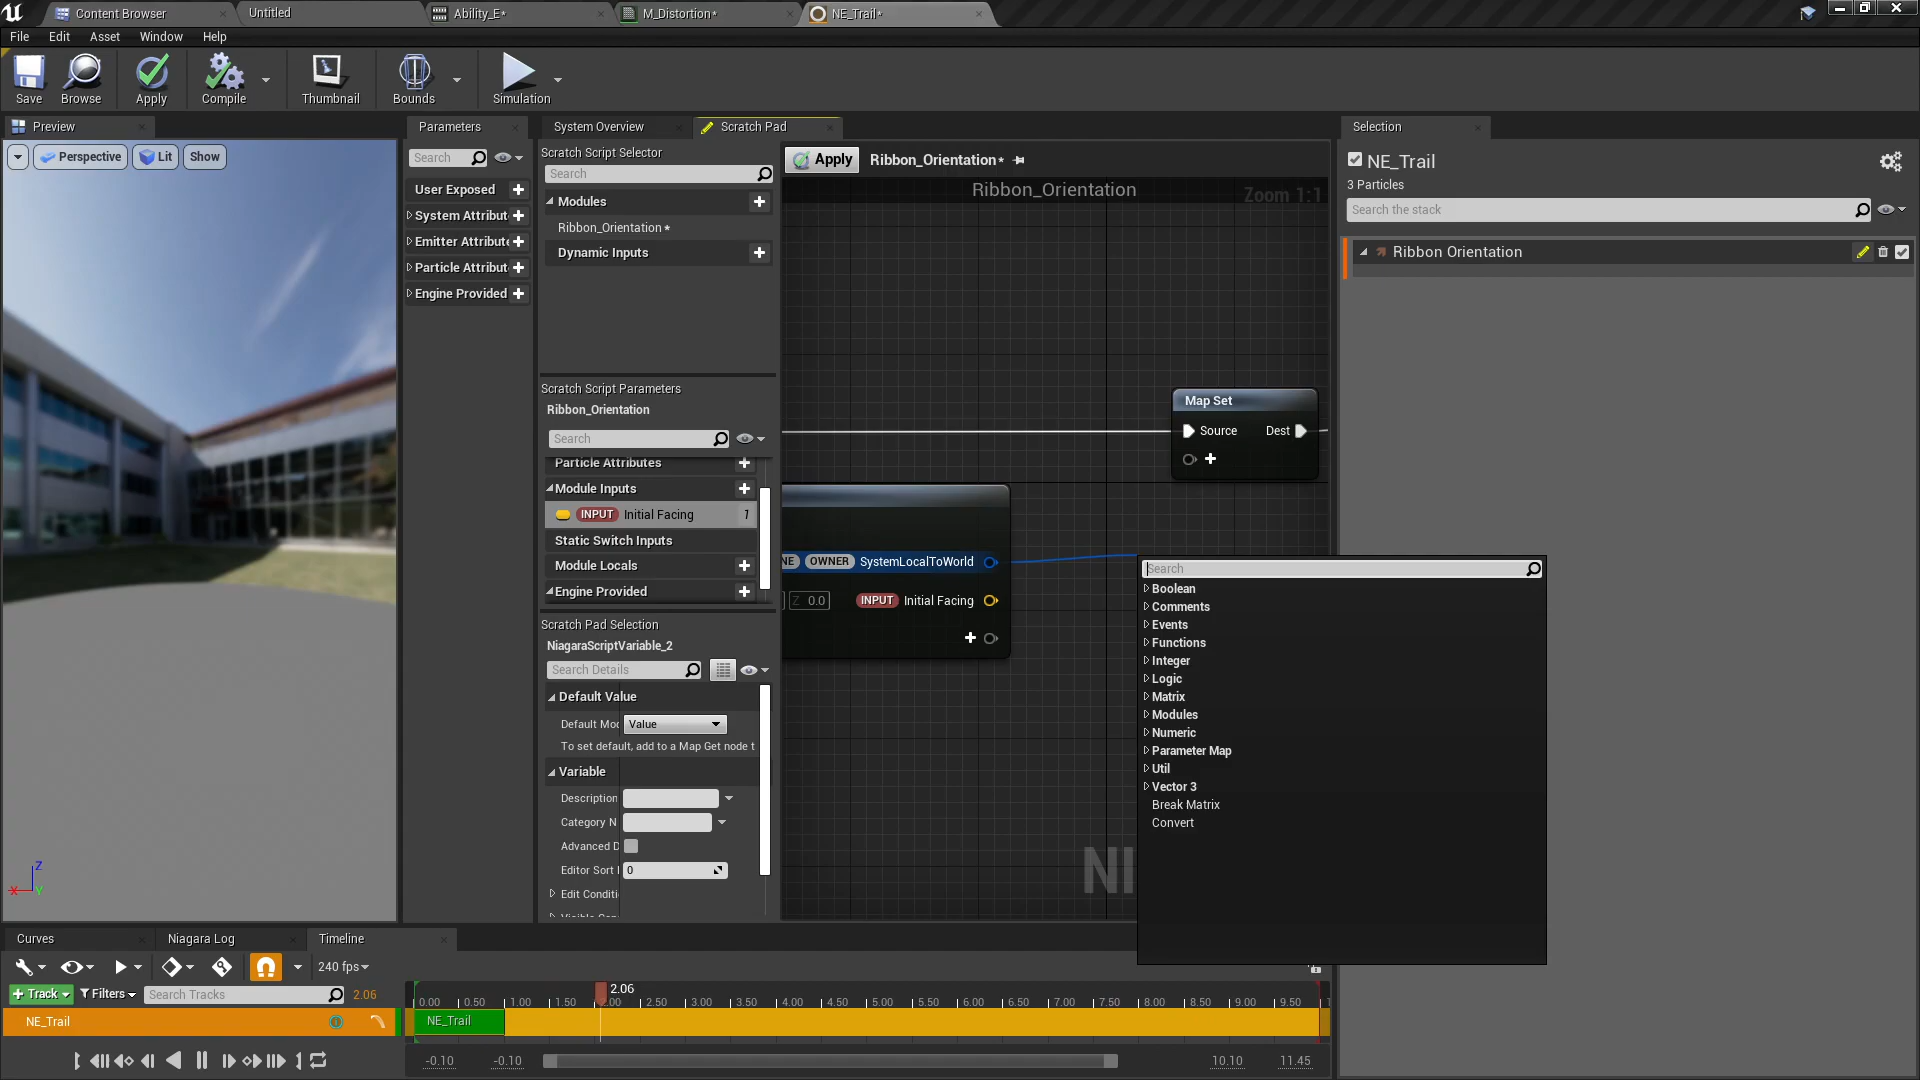 Content Browser
Untitled
Ability_E*
M_Distortion*
NE_Trail*
File
Edit
Asset
Window
Help
Save
Browse
Apply
Compile
Thumbnail
Bounds
Simulation
Preview
Parameters
System Overview
Scratch Pad
Selection
Perspective
Lit
Show
Search
User Exposed
System Attribut
Emitter Attribut
Particle Attribut
Engine Provided
Scratch Script Selector
Search
Modules
Ribbon_Orientation*
Dynamic Inputs
Scratch Script Parameters
Ribbon_Orientation
Search
Particle Attributes
Module Inputs
INPUT Initial Facing 1
Static Switch Inputs
Module Locals
Engine Provided
Scratch Pad Selection
NiagaraScriptVariable_2
Search Details
Default Value
Default Mo
Value
To set default, add to a Map Get node t
Variable
Description
Category N
Advanced D
Editor Sort
0
Edit Conditi
Apply
Ribbon_Orientation*
Ribbon_Orientation
Zoom 1:1
Map Set
Source
Dest
NE
OWNER
SystemLocalToWorld
Z 0.0
INPUT
Initial Facing
NI
Search
Boolean
Comments
Events
Functions
Integer
Logic
Matrix
Modules
Numeric
Parameter Map
Util
Vector 3
Break Matrix
Convert
NE_Trail
3 Particles
Search the stack
Ribbon Orientation
Z
X
Y
Curves
Niagara Log
Timeline
240 fps
Track
Filters
Search Tracks
2.06
NE_Trail
2.06
0.00 0.50 1.00 1.50 2.00 2.50 3.00 3.50 4.00 4.50 5.00 5.50 6.00 6.50 7.00 7.50 8.00 8.50 9.00 9.50
NE_Trail
-0.10
-0.10
10.10
11.45